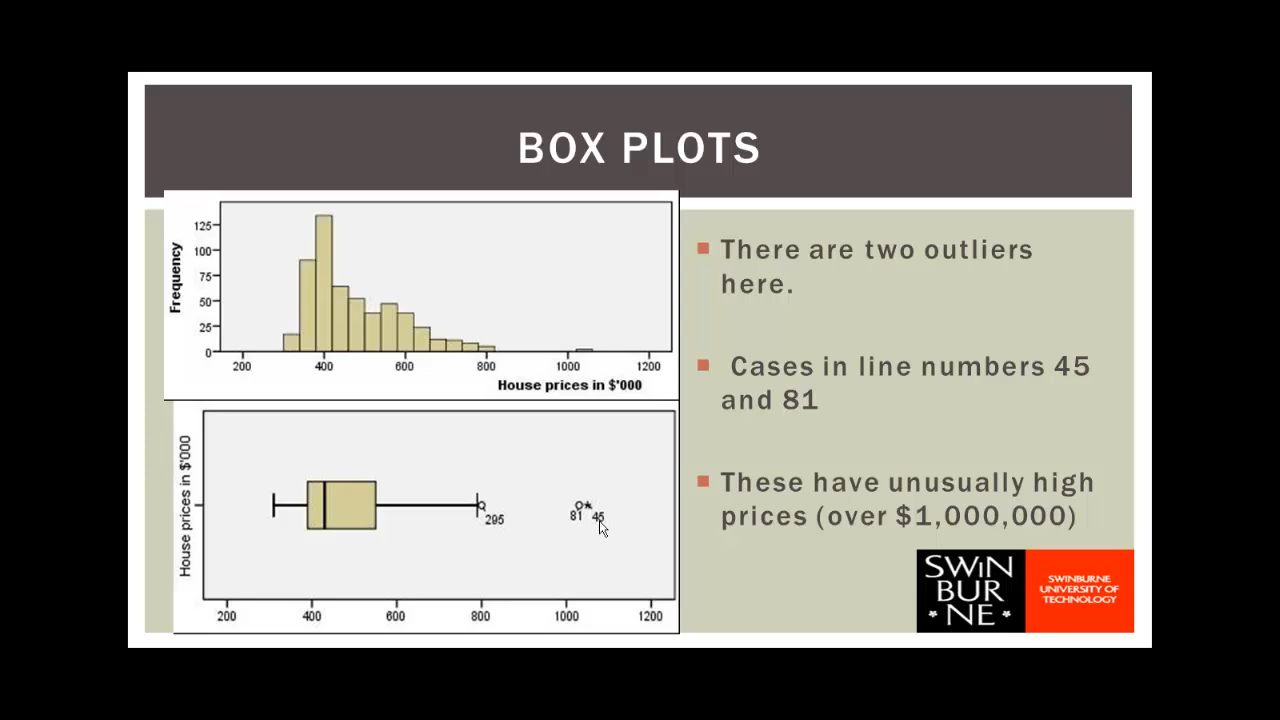 BOX PLOTS
125
100
75
50
25
0
Frequency
200 400 600 800 1000 1200
House prices in $'000
House prices in $'000
295
81 45
200 400 600 800 1000 1200
There are two outliers
here.
Cases in line numbers 45
and 81
These have unusually high
prices (over $1,000,000)
SWIN
BUR
NE
SWINBURNE
UNIVERSITY OF
TECHNOLOGY